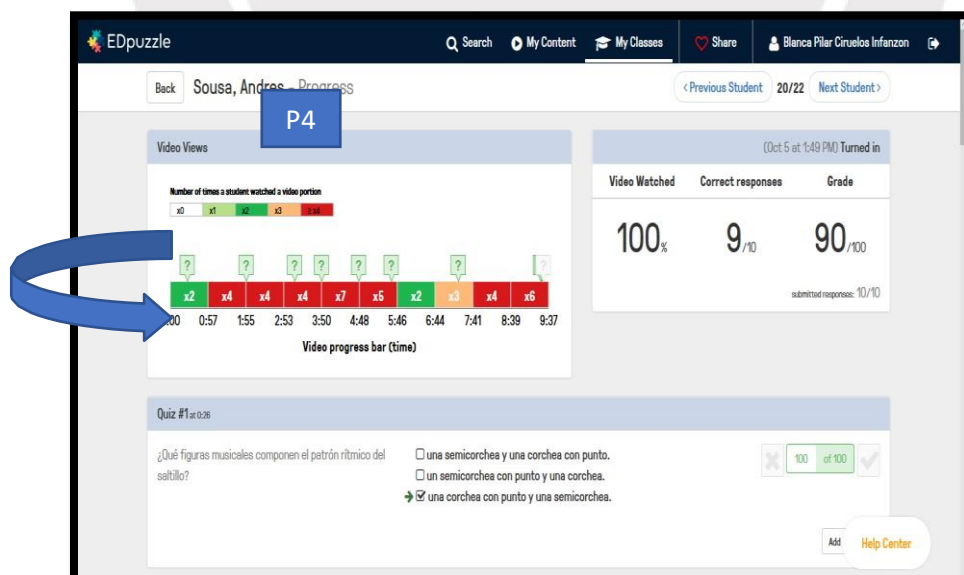 EDpuzzle Search My Content My Classes Share Blanca Pilar Ciruelos Infanzon
Back Sousa, Andres - Progress <Previous Student 20/22 Next Student>
P4
Video Views
Number of times a student watched a video portion
x0 x1 x2 x3 ≥x4
? ? ? ? ? ? ? ?
x2 x4 x4 x4 x7 x5 x2 x3 x4 x6
:00 0:57 1:55 2:53 3:50 4:48 5:46 6:44 7:41 8:39 9:37
Video progress bar (time)
(Oct 5 at 1:49 PM) Turned in
Video Watched Correct responses Grade
100% 9/10 90/100
submitted responses: 10/10
Quiz #1 at 0:26
¿Qué figuras musicales componen el patrón rítmico del
saltillo?
una semicorchea y una corchea con punto.
un semicorchea con punto y una corchea.
una corchea con punto y una semicorchea.
100 of 100
Add
Help Center